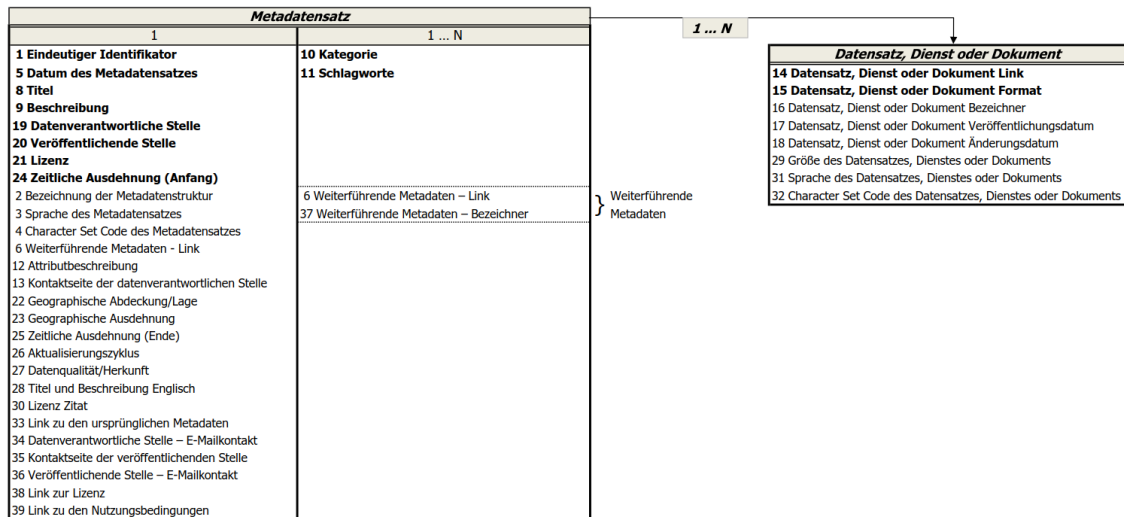 Metadatensatz
1
1 ... N
1 Eindeutiger Identifikator
5 Datum des Metadatensatzes
8 Titel
9 Beschreibung
19 Datenverantwortliche Stelle
20 Veröffentlichende Stelle
21 Lizenz
24 Zeitliche Ausdehnung (Anfang)
2 Bezeichnung der Metadatenstruktur
3 Sprache des Metadatensatzes
4 Character Set Code des Metadatensatzes
6 Weiterführende Metadaten - Link
12 Attributbeschreibung
13 Kontaktseite der datenverantwortlichen Stelle
22 Geographische Abdeckung/Lage
23 Geographische Ausdehnung
25 Zeitliche Ausdehnung (Ende)
26 Aktualisierungszyklus
27 Datenqualität/Herkunft
28 Titel und Beschreibung Englisch
30 Lizenz Zitat
33 Link zu den ursprünglichen Metadaten
34 Datenverantwortliche Stelle – E-Mailkontakt
35 Kontaktseite der veröffentlichenden Stelle
36 Veröffentlichende Stelle – E-Mailkontakt
38 Link zur Lizenz
39 Link zu den Nutzungsbedingungen
10 Kategorie
11 Schlagworte
6 Weiterführende Metadaten – Link
37 Weiterführende Metadaten – Bezeichner
} Weiterführende
Metadaten
1 ... N
Datensatz, Dienst oder Dokument
14 Datensatz, Dienst oder Dokument Link
15 Datensatz, Dienst oder Dokument Format
16 Datensatz, Dienst oder Dokument Bezeichner
17 Datensatz, Dienst oder Dokument Veröffentlichungsdatum
18 Datensatz, Dienst oder Dokument Änderungsdatum
29 Größe des Datensatzes, Dienstes oder Dokuments
31 Sprache des Datensatzes, Dienstes oder Dokuments
32 Character Set Code des Datensatzes, Dienstes oder Dokuments